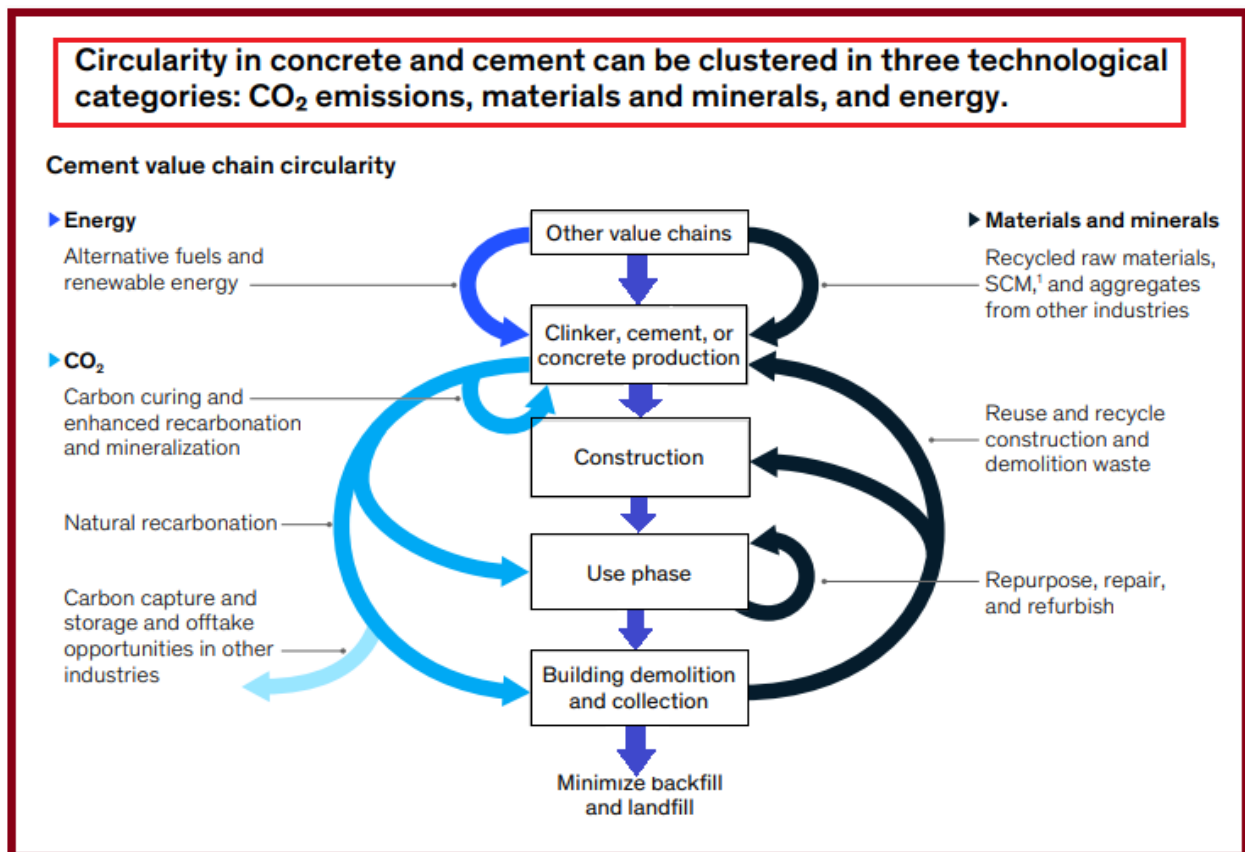 Circularity in concrete and cement can be clustered in three technological
categories: CO₂ emissions, materials and minerals, and energy.
Cement value chain circularity
Energy
Alternative fuels and
renewable energy
CO₂
Carbon curing and
enhanced recarbonation
and mineralization
Natural recarbonation
Carbon capture and
storage and offtake
opportunities in other
industries
Other value chains
Clinker, cement, or
concrete production
Construction
Use phase
Building demolition
and collection
Minimize backfill
and landfill
Materials and minerals
Recycled raw materials,
SCM,¹ and aggregates
from other industries
Reuse and recycle
construction and
demolition waste
Repurpose, repair,
and refurbish